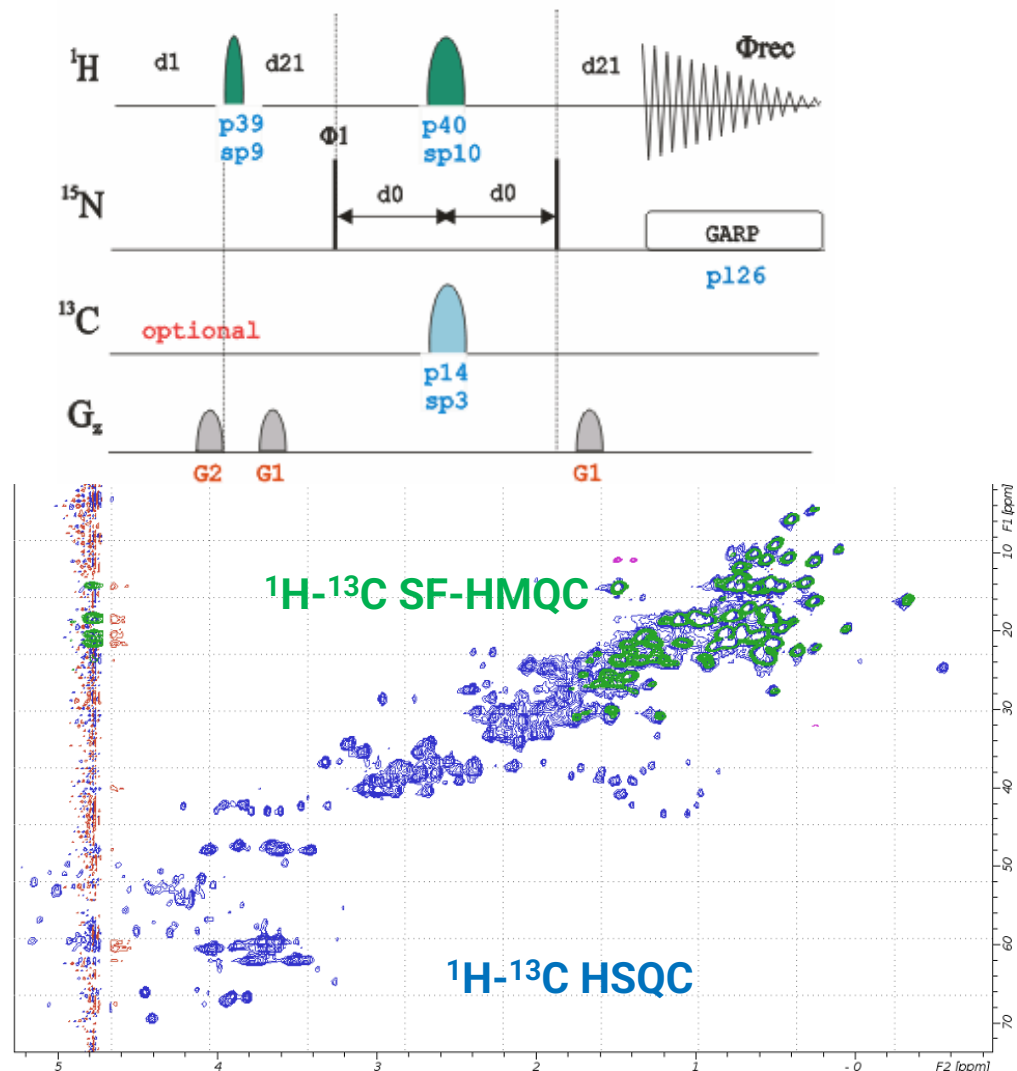 ¹H
d1
d21
d21
Φrec
p39
sp9
Φ1
p40
sp10
¹⁵N
d0
d0
GARP
pl26
¹³C
optional
p14
sp3
G_z
G2
G1
G1
¹H-¹³C SF-HMQC
¹H-¹³C HSQC
F1 [ppm]
10
20
30
40
50
60
70
5
4
3
2
1
- 0
F2 [ppm]